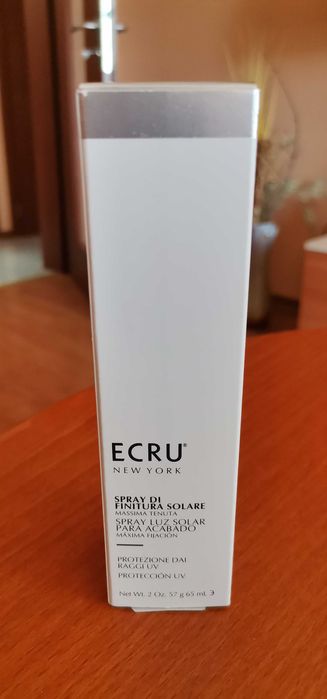 ECRU®
NEW YORK
SPRAY DI
FINITURA SOLARE
MASSIMA TENUTA
SPRAY LUZ SOLAR
PARA ACABADO
MÁXIMA FIJACIÓN
PROTEZIONE DAI
RAGGI UV
PROTECCIÓN UV
Net Wt. 2 Oz. 57 g 65 mL ℮